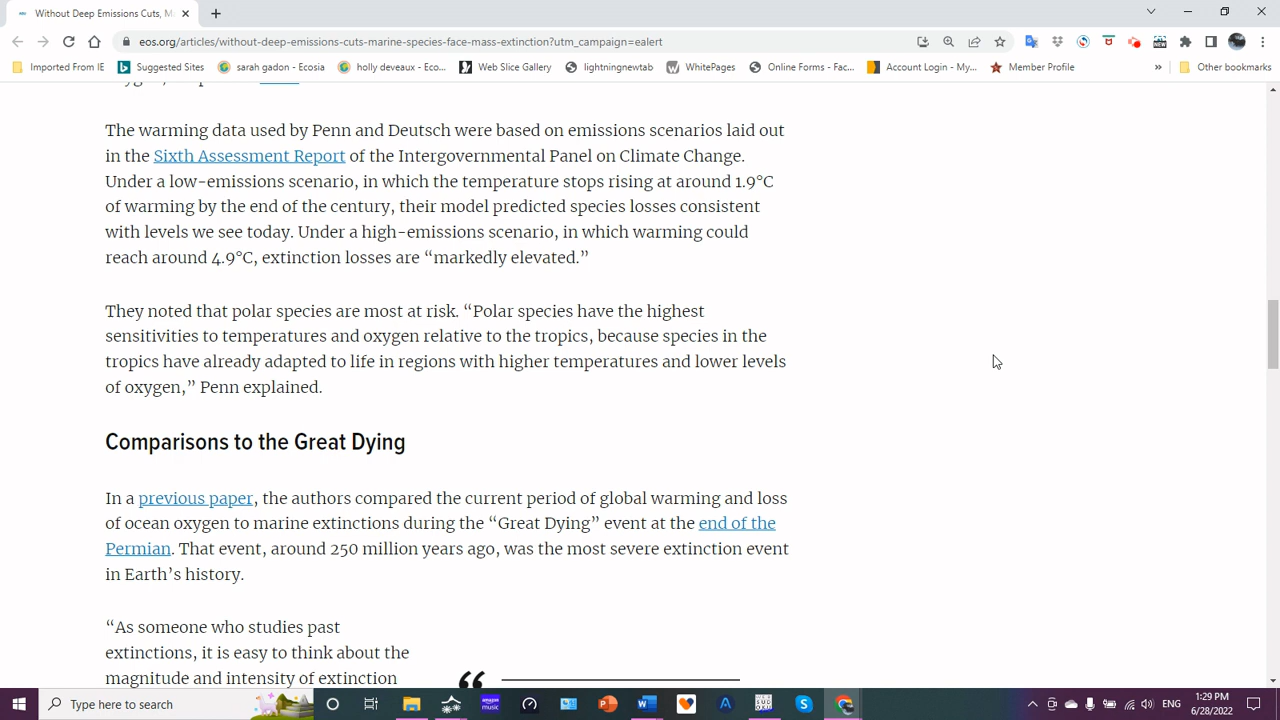 Without Deep Emissions Cuts, M
eos.org/articles/without-deep-emissions-cuts-marine-species-face-mass-extinction?utm_campaign=ealert
Imported From IE
Suggested Sites
sarah gadon - Ecosia
holly deveaux - Eco...
Web Slice Gallery
lightningnewtab
WhitePages
Online Forms - Fac...
Account Login - My...
Member Profile
»
Other bookmarks
The warming data used by Penn and Deutsch were based on emissions scenarios laid out
in the Sixth Assessment Report of the Intergovernmental Panel on Climate Change.
Under a low-emissions scenario, in which the temperature stops rising at around 1.9°C
of warming by the end of the century, their model predicted species losses consistent
with levels we see today. Under a high-emissions scenario, in which warming could
reach around 4.9°C, extinction losses are “markedly elevated.”
They noted that polar species are most at risk. “Polar species have the highest
sensitivities to temperatures and oxygen relative to the tropics, because species in the
tropics have already adapted to life in regions with higher temperatures and lower levels
of oxygen,” Penn explained.
Comparisons to the Great Dying
In a previous paper, the authors compared the current period of global warming and loss
of ocean oxygen to marine extinctions during the “Great Dying” event at the end of the
Permian. That event, around 250 million years ago, was the most severe extinction event
in Earth’s history.
“As someone who studies past
extinctions, it is easy to think about the
magnitude and intensity of extinction
“
Type here to search
ENG
1:29 PM
6/28/2022